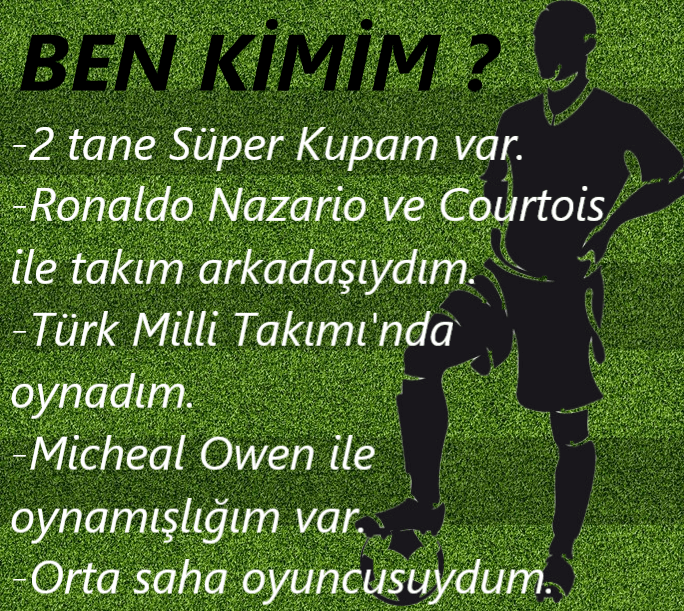 BEN KİMİM ?
-2 tane Süper Kupam var.
-Ronaldo Nazario ve Courtois
ile takım arkadaşıydım.
-Türk Milli Takımı'nda
oynadım.
-Micheal Owen ile
oynamışlığım var.
-Orta saha oyuncusuydum.